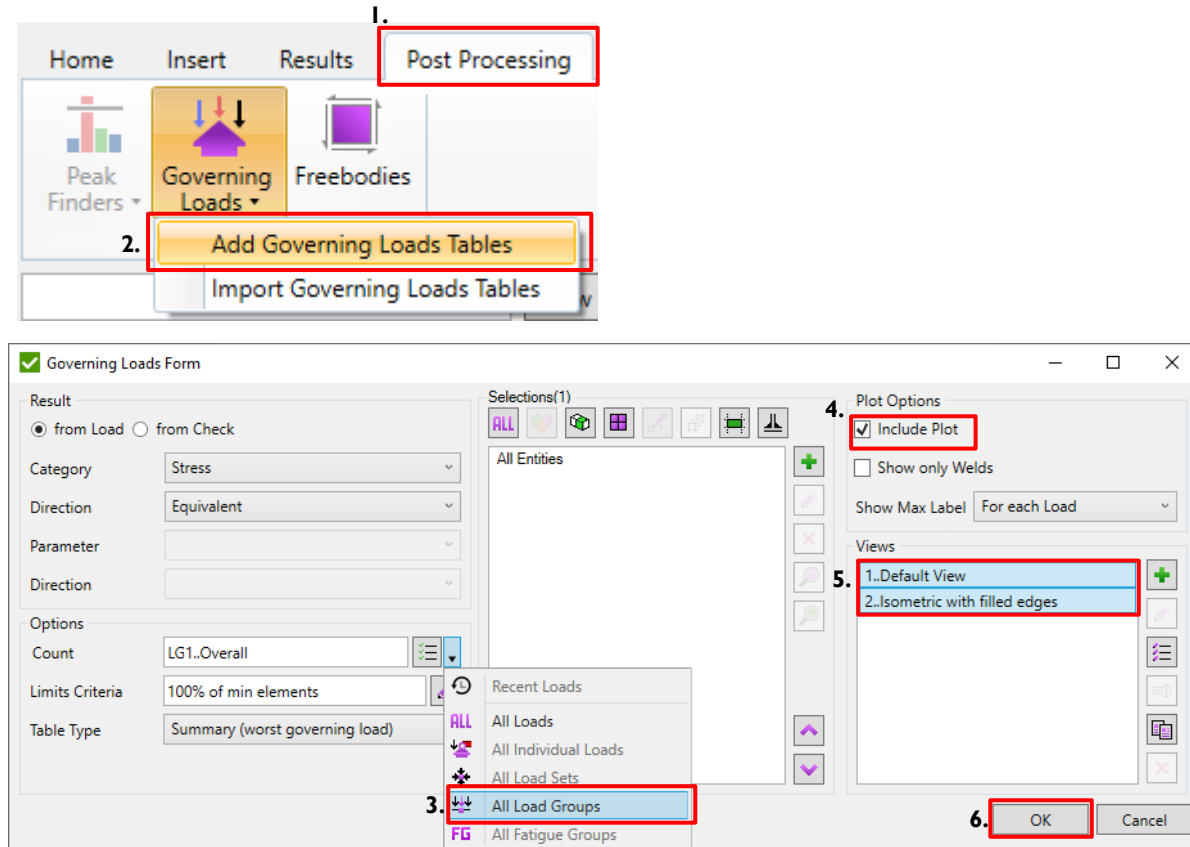 1.
Home Insert Results Post Processing
Peak Finders
Governing Loads
Freebodies
2.
Add Governing Loads Tables
Import Governing Loads Tables
Governing Loads Form
Result
from Load from Check
Category Stress
Direction Equivalent
Parameter
Direction
Options
Count LG1..Overall
Limits Criteria 100% of min elements
Table Type Summary (worst governing load)
Selections(1)
ALL
All Entities
Recent Loads
ALL All Loads
All Individual Loads
All Load Sets
3. All Load Groups
FG All Fatigue Groups
4.
Plot Options
Include Plot
Show only Welds
Show Max Label For each Load
Views
5.
1..Default View
2..Isometric with filled edges
6. OK Cancel